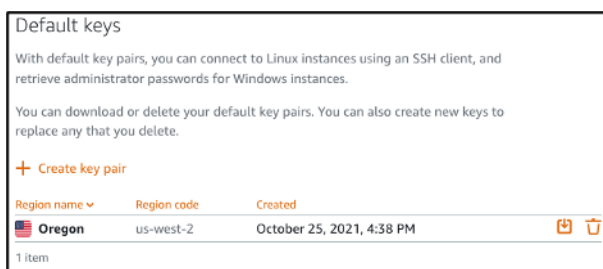 Default keys
With default key pairs, you can connect to Linux instances using an SSH client, and
retrieve administrator passwords for Windows instances.
You can download or delete your default key pairs. You can also create new keys to
replace any that you delete.
+ Create key pair
Region name Region code Created
Oregon us-west-2 October 25, 2021, 4:38 PM
1 item